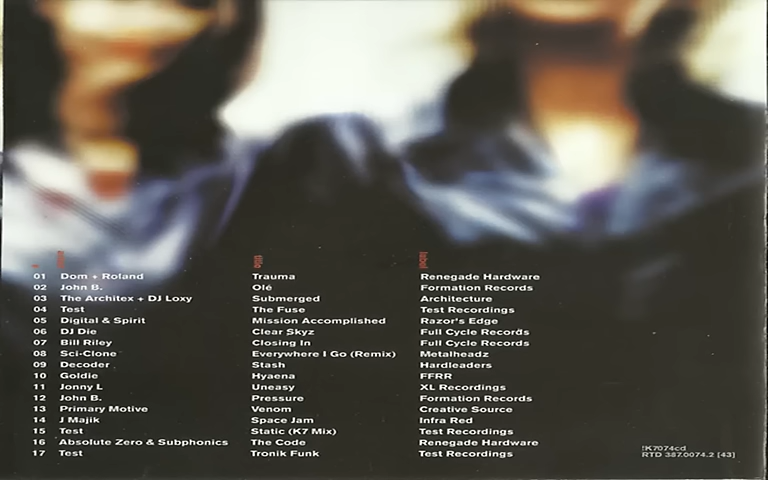 title label
01 Dom + Roland Trauma Renegade Hardware
02 John B. Olé Formation Records
03 The Architex + DJ Loxy Submerged Architecture
04 Test The Fuse Test Recordings
05 Digital & Spirit Mission Accomplished Razor's Edge
06 DJ Die Clear Skyz Full Cycle Records
07 Bill Riley Closing In Full Cycle Records
08 Sci-Clone Everywhere I Go (Remix) Metalheadz
09 Decoder Stash Hardleaders
10 Goldie Hyaena FFRR
11 Jonny L Uneasy XL Recordings
12 John B. Pressure Formation Records
13 Primary Motive Venom Creative Source
14 J Majik Space Jam Infra Red
15 Test Static (K7 Mix) Test Recordings
16 Absolute Zero & Subphonics The Code Renegade Hardware
17 Test Tronik Funk Test Recordings
!K7074cd
RTD 387.0074.2 [43]